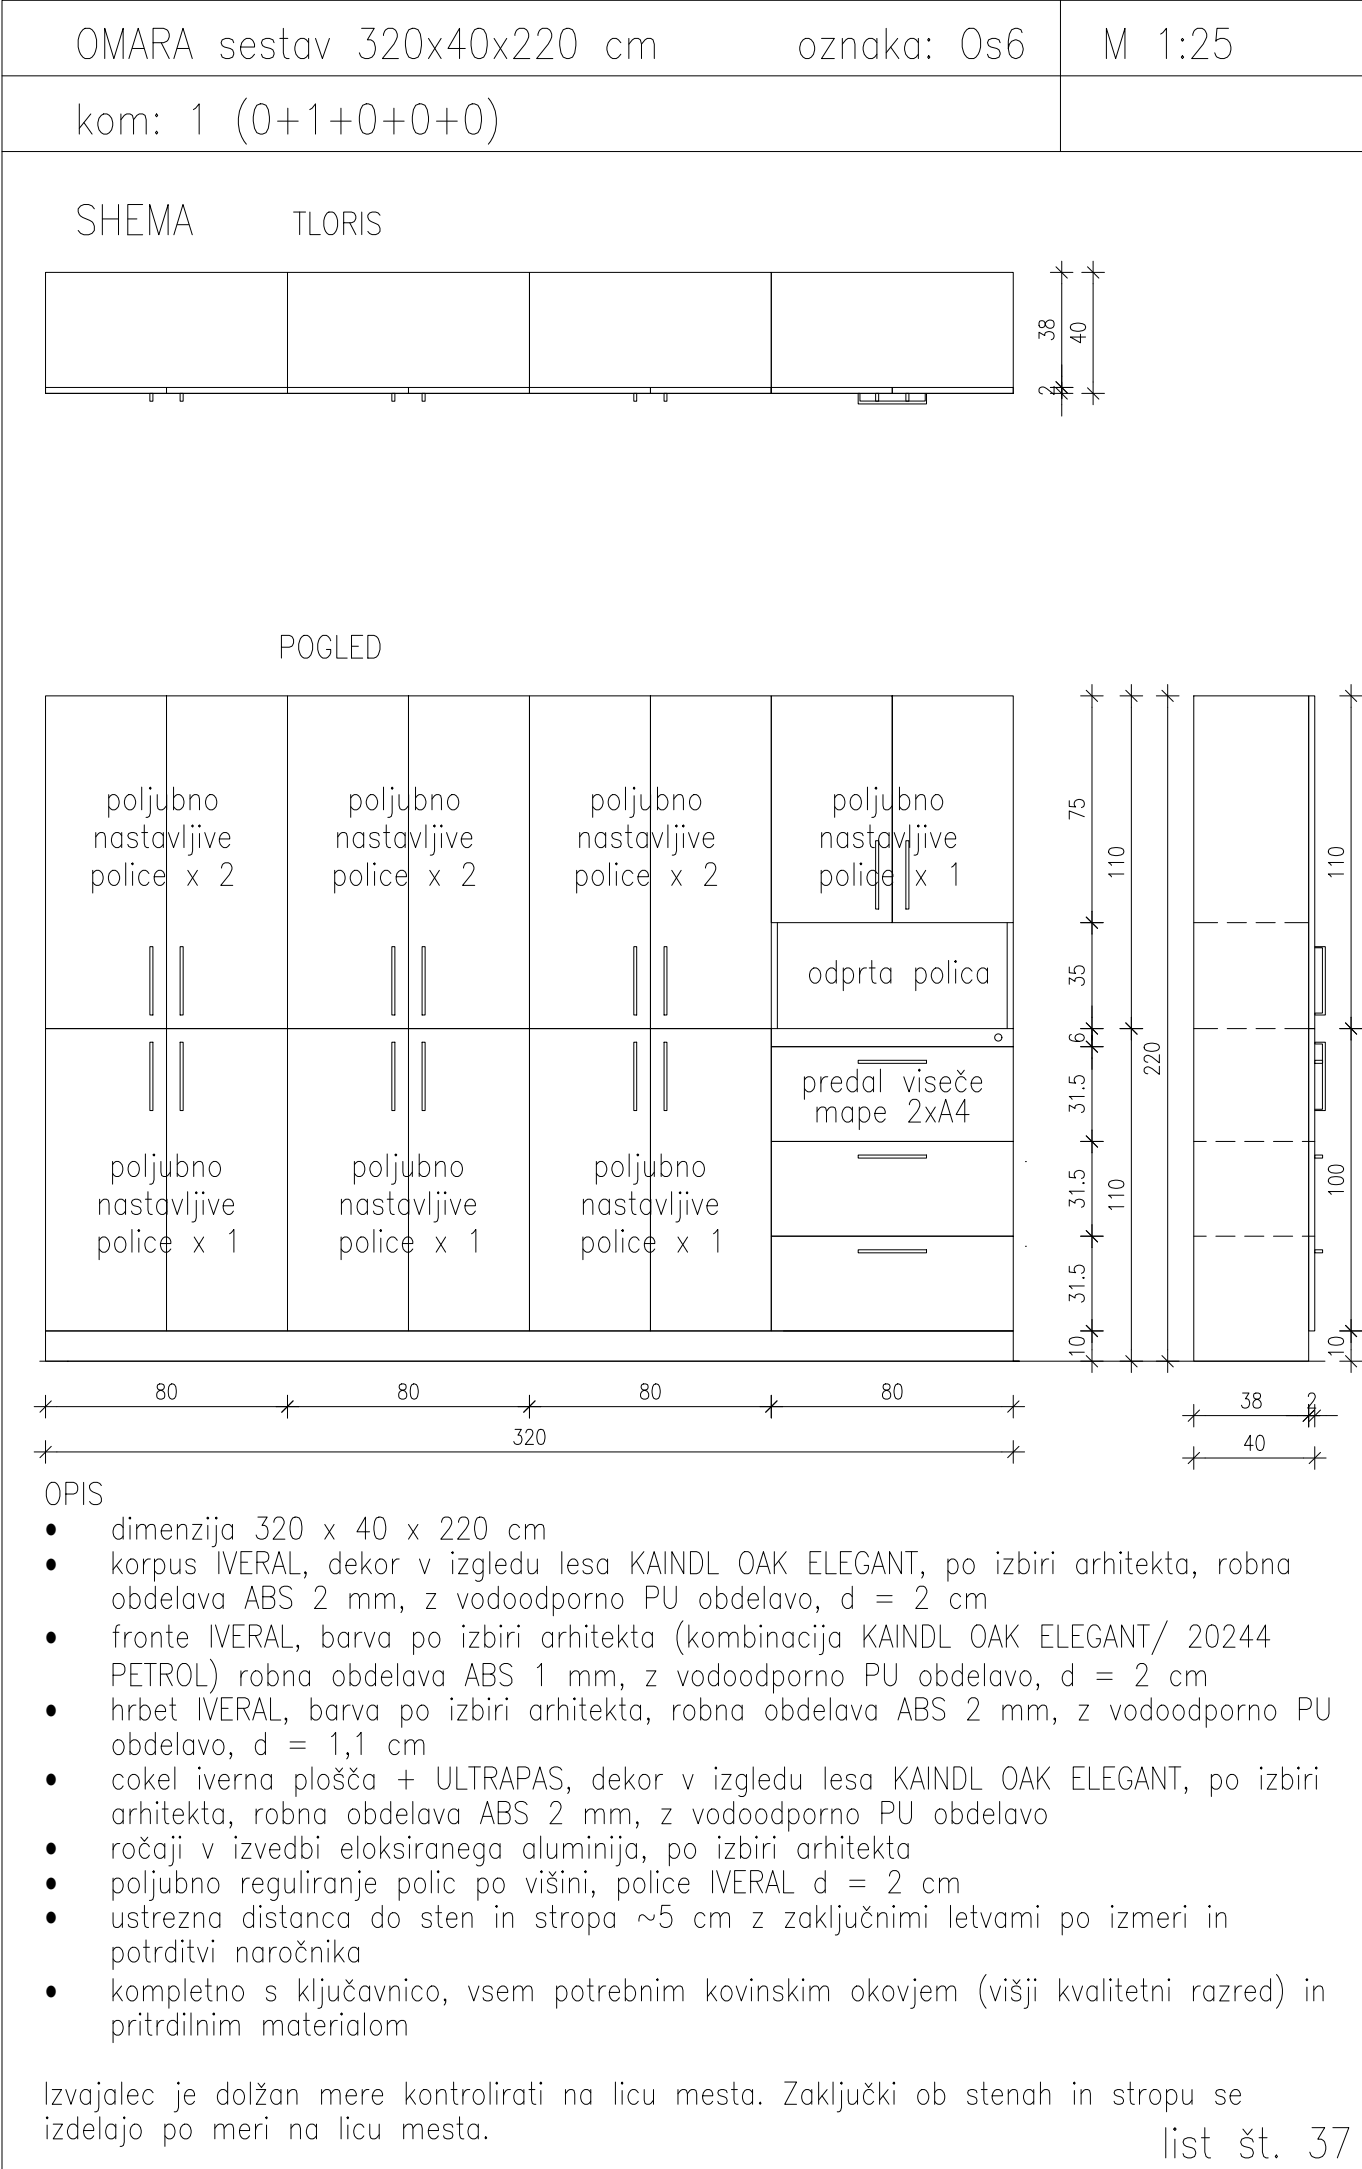 OMARA sestav 320x40x220 cm oznaka: Os6 M 1:25
kom: 1 (0+1+0+0+0)
SHEMA TLORIS
38
40
2
POGLED
poljubno
nastavljive
police x 2
poljubno
nastavljive
police x 2
poljubno
nastavljive
police x 2
poljubno
nastavljive
police x 1
odprta polica
predal viseče
mape 2xA4
poljubno
nastavljive
police x 1
poljubno
nastavljive
police x 1
poljubno
nastavljive
police x 1
75
35
6
31.5
31.5
31.5
10
110
110
220
110
100
10
80 80 80 80
320
38 2
40
OPIS
• dimenzija 320 x 40 x 220 cm
• korpus IVERAL, dekor v izgledu lesa KAINDL OAK ELEGANT, po izbiri arhitekta, robna
obdelava ABS 2 mm, z vodoodporno PU obdelavo, d = 2 cm
• fronte IVERAL, barva po izbiri arhitekta (kombinacija KAINDL OAK ELEGANT/ 20244
PETROL) robna obdelava ABS 1 mm, z vodoodporno PU obdelavo, d = 2 cm
• hrbet IVERAL, barva po izbiri arhitekta, robna obdelava ABS 2 mm, z vodoodporno PU
obdelavo, d = 1,1 cm
• cokel iverna plošča + ULTRAPAS, dekor v izgledu lesa KAINDL OAK ELEGANT, po izbiri
arhitekta, robna obdelava ABS 2 mm, z vodoodporno PU obdelavo
• ročaji v izvedbi eloksiranega aluminija, po izbiri arhitekta
• poljubno reguliranje polic po višini, police IVERAL d = 2 cm
• ustrezna distanca do sten in stropa ~5 cm z zaključnimi letvami po izmeri in
potrditvi naročnika
• kompletno s ključavnico, vsem potrebnim kovinskim okovjem (višji kvalitetni razred) in
pritrdilnim materialom
Izvajalec je dolžan mere kontrolirati na licu mesta. Zaključki ob stenah in stropu se
izdelajo po meri na licu mesta.
list št. 37